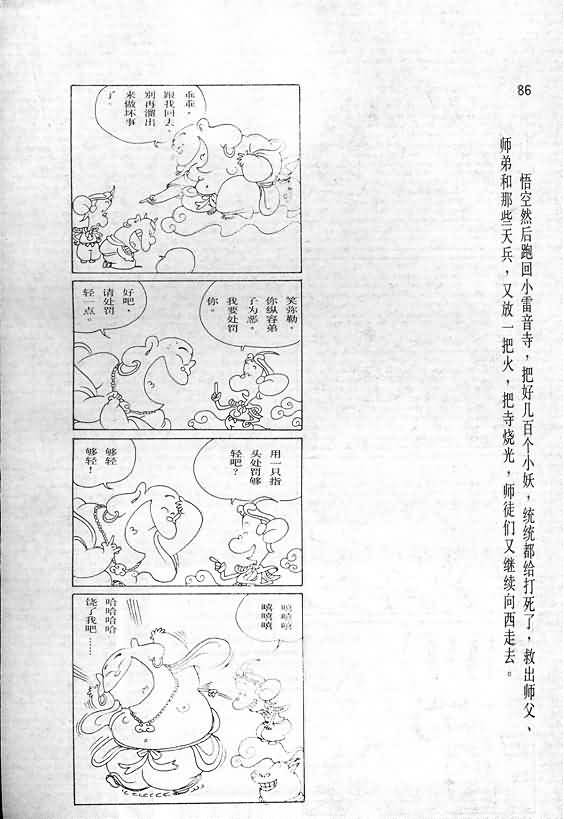 86
悟空然后跑回小雷音寺，把好几百个小妖，统统都给打死了，救出师父、
师弟和那些天兵，又放一把火，把寺烧光，师徒们又继续向西走去。
乖乖，
跟我回去。
别再溜出
来做坏事
了。
笑弥勒，
你纵容弟
子为恶，
我要处罚
你。
好吧，
请处罚
轻一点。
用一只指
头处罚够
轻吧？
够轻
够轻！
嘻嘻嘻
嘻嘻嘻
哈哈哈哈
饶了我吧……